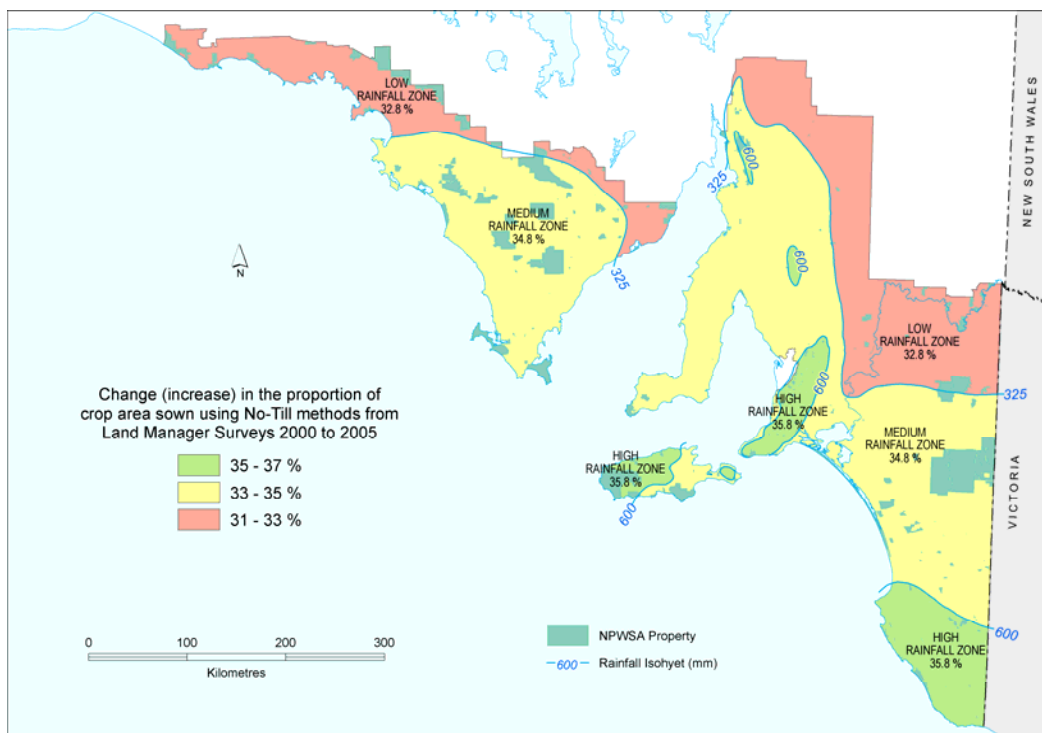 LOW
RAINFALL ZONE
32.8 %
MEDIUM
RAINFALL ZONE
34.8 %
325
N
600
325
600
NEW SOUTH WALES
LOW
RAINFALL ZONE
32.8 %
325
HIGH
RAINFALL ZONE
35.8 %
600
MEDIUM
RAINFALL ZONE
34.8 %
VICTORIA
HIGH
RAINFALL ZONE
35.8 %
600
600
HIGH
RAINFALL ZONE
35.8 %
Change (increase) in the proportion of
crop area sown using No-Till methods from
Land Manager Surveys 2000 to 2005
35 - 37 %
33 - 35 %
31 - 33 %
0 100 200 300
Kilometres
NPWSA Property
600 Rainfall Isohyet (mm)